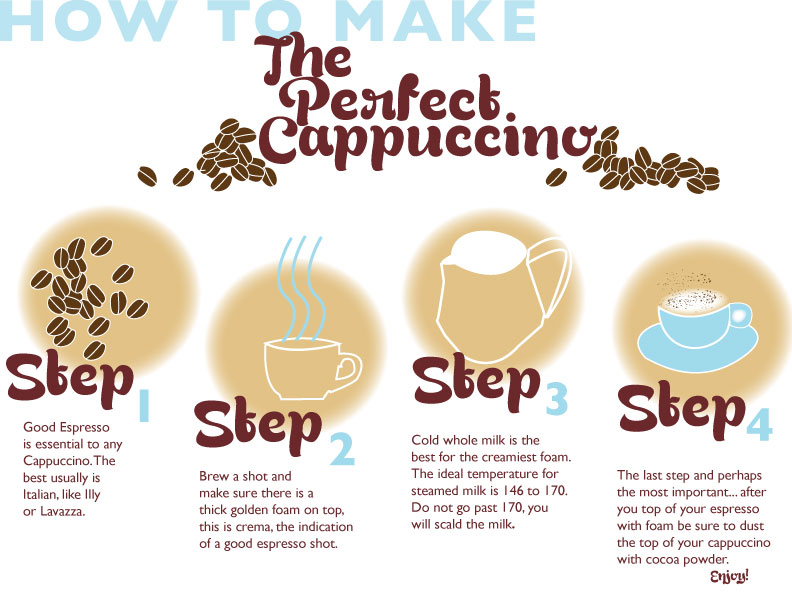 HOW TO MAKE
The
Perfect
Cappuccino
Step 1
Good Espresso
is essential to any
Cappuccino. The
best usually is
Italian, like Illy
or Lavazza.
Step 2
Brew a shot and
make sure there is a
thick golden foam on top,
this is crema, the indication
of a good espresso shot.
Step 3
Cold whole milk is the
best for the creamiest foam.
The ideal temperature for
steamed milk is 146 to 170.
Do not go past 170, you
will scald the milk.
Step 4
The last step and perhaps
the most important... after
you top of your espresso
with foam be sure to dust
the top of your cappuccino
with cocoa powder.
Enjoy!